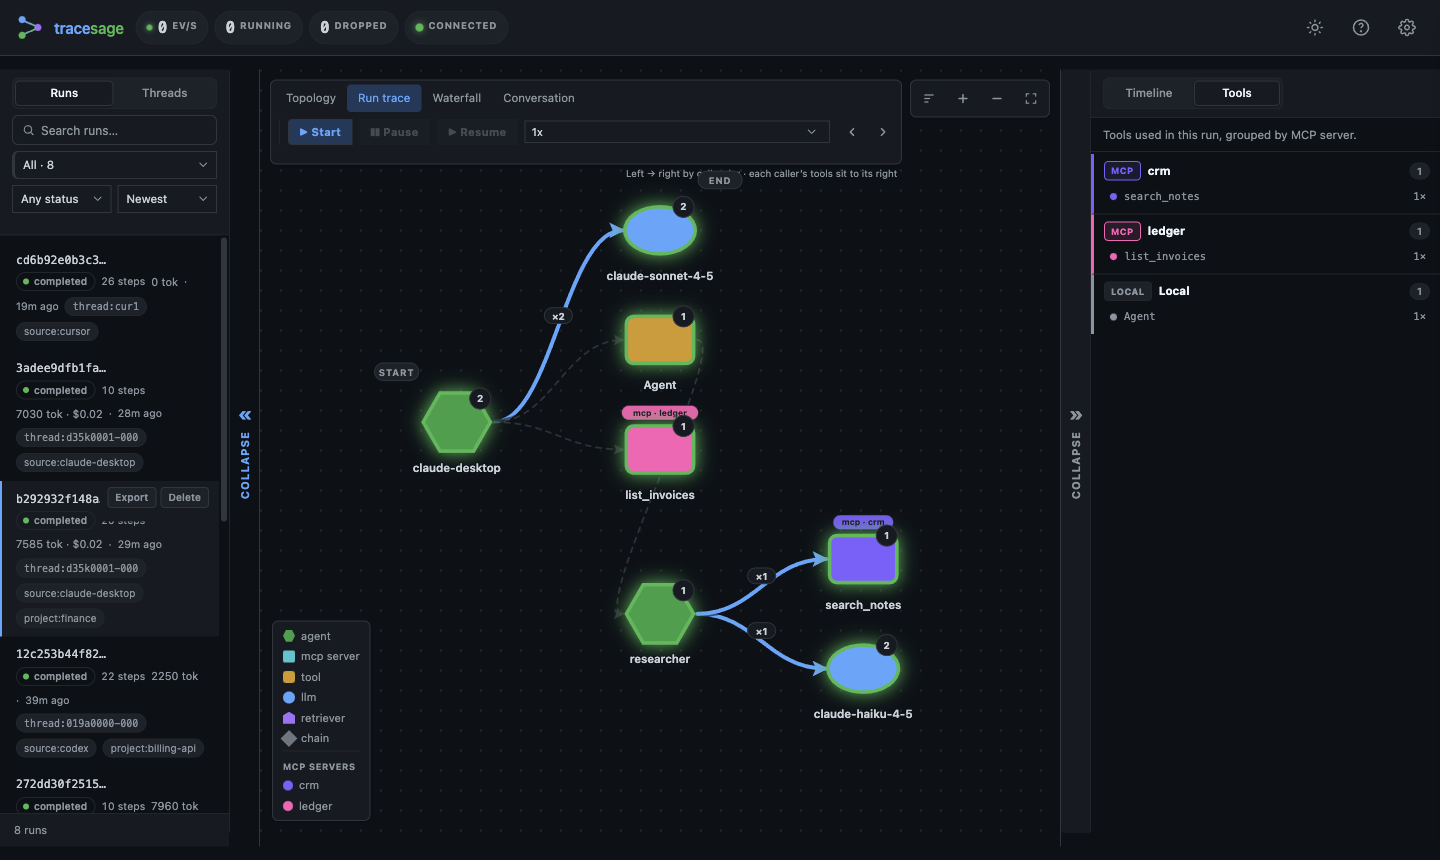 tracesage
0 EV/S
0 RUNNING
0 DROPPED
CONNECTED
Runs
Threads
Search runs...
All · 8
Any status
Newest
cd6b92e0b3c3…
completed 26 steps 0 tok ·
19m ago thread:cur1
source:cursor
3adee9dfb1fa…
completed 10 steps
7030 tok · $0.02 · 28m ago
thread:d35k0001-000
source:claude-desktop
b292932f148a
Export
Delete
completed steps
7585 tok · $0.02 · 29m ago
thread:d35k0001-000
source:claude-desktop
project:finance
12c253b44f82…
completed 22 steps 2250 tok
· 39m ago
thread:019a0000-000
source:codex project:billing-api
272dd30f2515…
completed 10 steps 7960 tok
8 runs
« COLLAPSE
Topology
Run trace
Waterfall
Conversation
Start
Pause
Resume
1x
Left → right by · each caller's tools sit to its right
END
2
claude-sonnet-4-5
×2
1
Agent
START
2
claude-desktop
mcp · ledger
1
list_invoices
mcp · crm
1
search_notes
×1
1
researcher
×1
2
claude-haiku-4-5
agent
mcp server
tool
llm
retriever
chain
MCP SERVERS
crm
ledger
» COLLAPSE
Timeline
Tools
Tools used in this run, grouped by MCP server.
MCP crm 1
search_notes 1×
MCP ledger 1
list_invoices 1×
LOCAL Local 1
Agent 1×